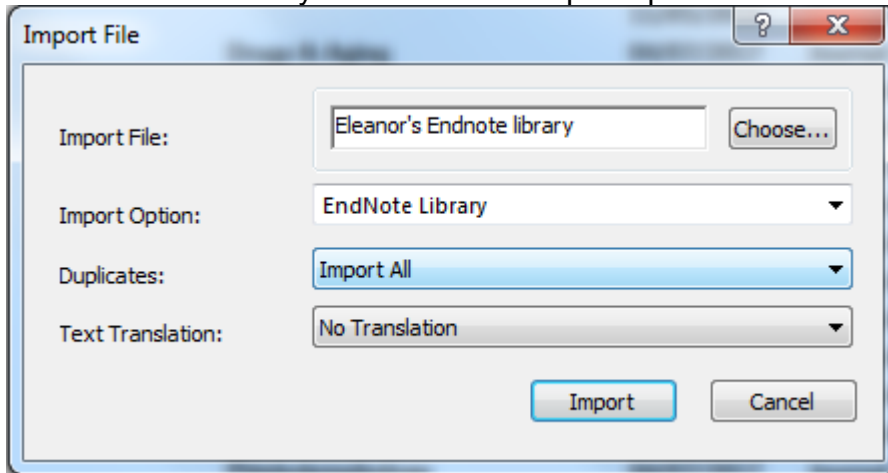 Import File
Import File:
Eleanor's Endnote library
Choose...
Import Option:
EndNote Library
Duplicates:
Import All
Text Translation:
No Translation
Import
Cancel